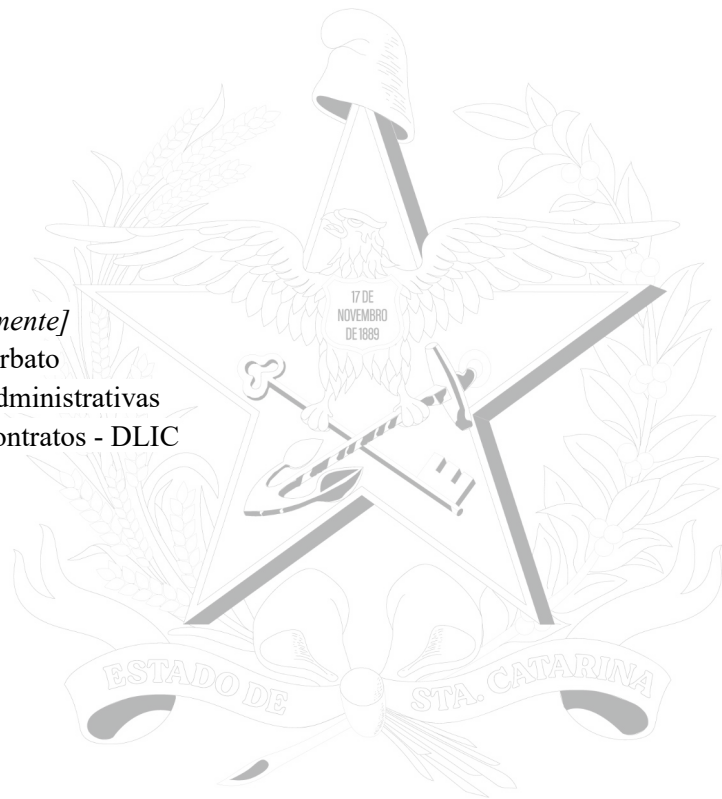 mente]
rbato
dministrativas
ontratos - DLIC
17 DE
NOVEMBRO
DE 1889
ESTADO DE STA. CATARINA